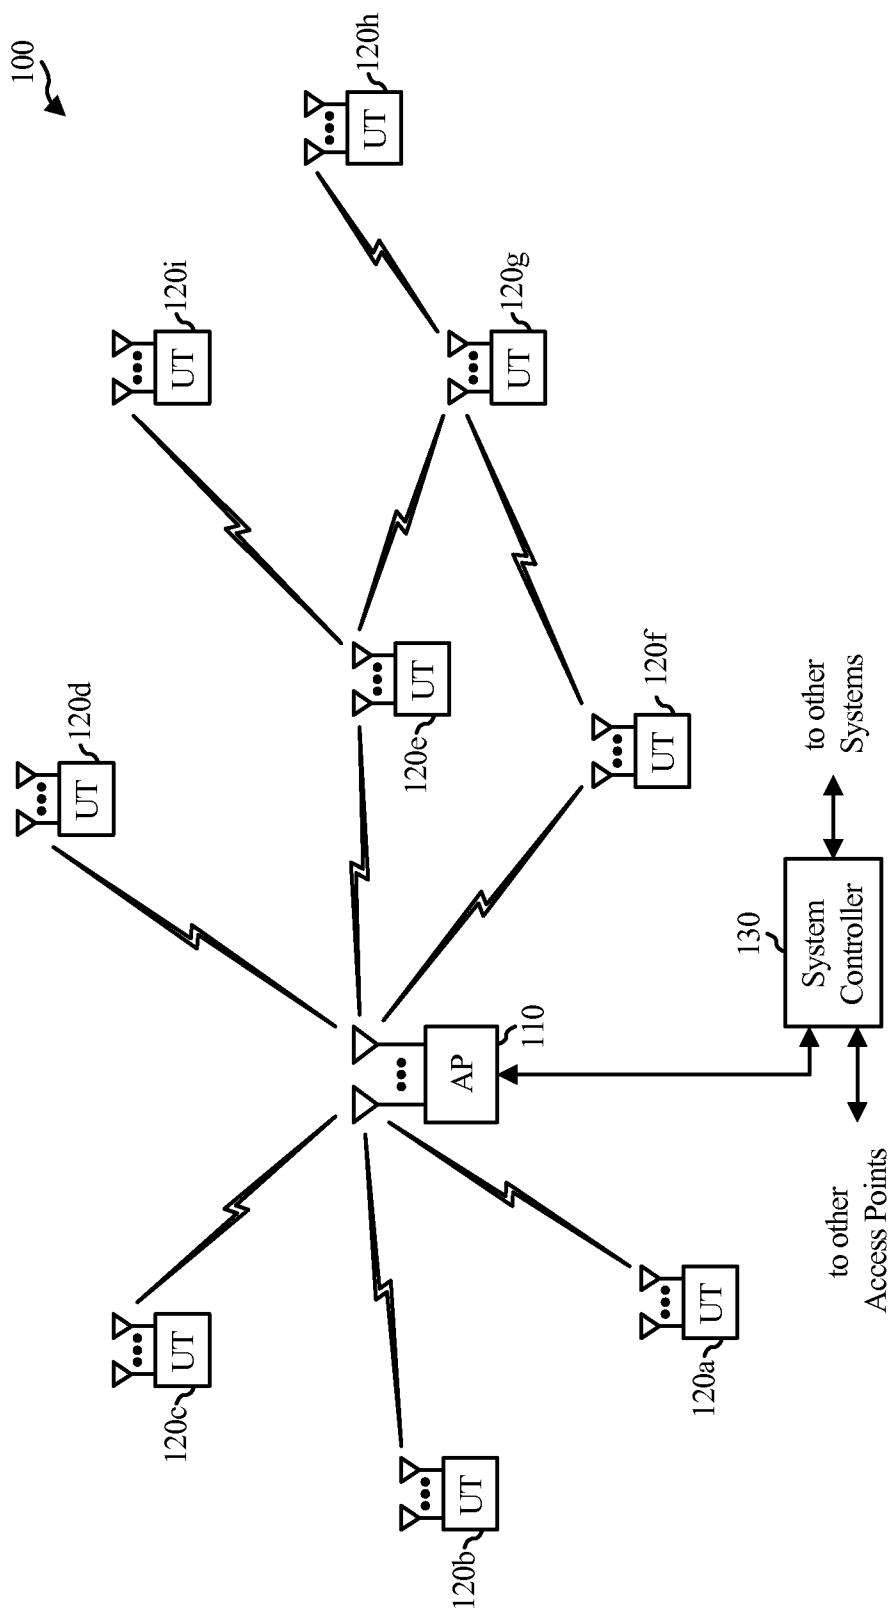 100
UT
120d
UT
120i
UT
120h
UT
120c
UT
120b
AP
110
UT
120e
UT
120g
UT
120f
UT
120a
130
System
Controller
to other
Systems
to other
Access Points